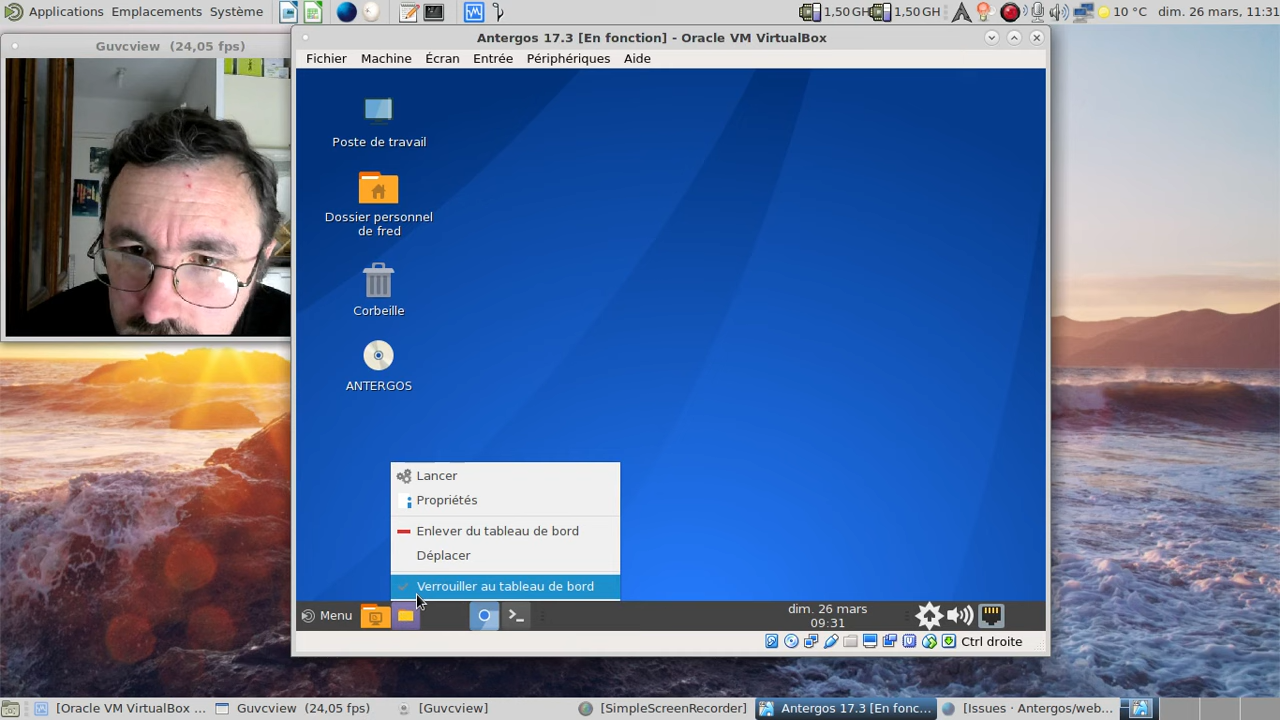 Applications Emplacements Système
1,50 GH 1,50 GH
10 °C
dim. 26 mars, 11:31
Guvcview (24,05 fps)
Antergos 17.3 [En fonction] - Oracle VM VirtualBox
Fichier Machine Écran Entrée Périphériques Aide
Poste de travail
Dossier personnel
de fred
Corbeille
ANTERGOS
Lancer
Propriétés
Enlever du tableau de bord
Déplacer
Verrouiller au tableau de bord
Menu
dim. 26 mars
09:31
Ctrl droite
[Oracle VM VirtualBox ...
Guvcview (24,05 fps)
[Guvcview]
[SimpleScreenRecorder]
Antergos 17.3 [En fonc...
[Issues · Antergos/web...